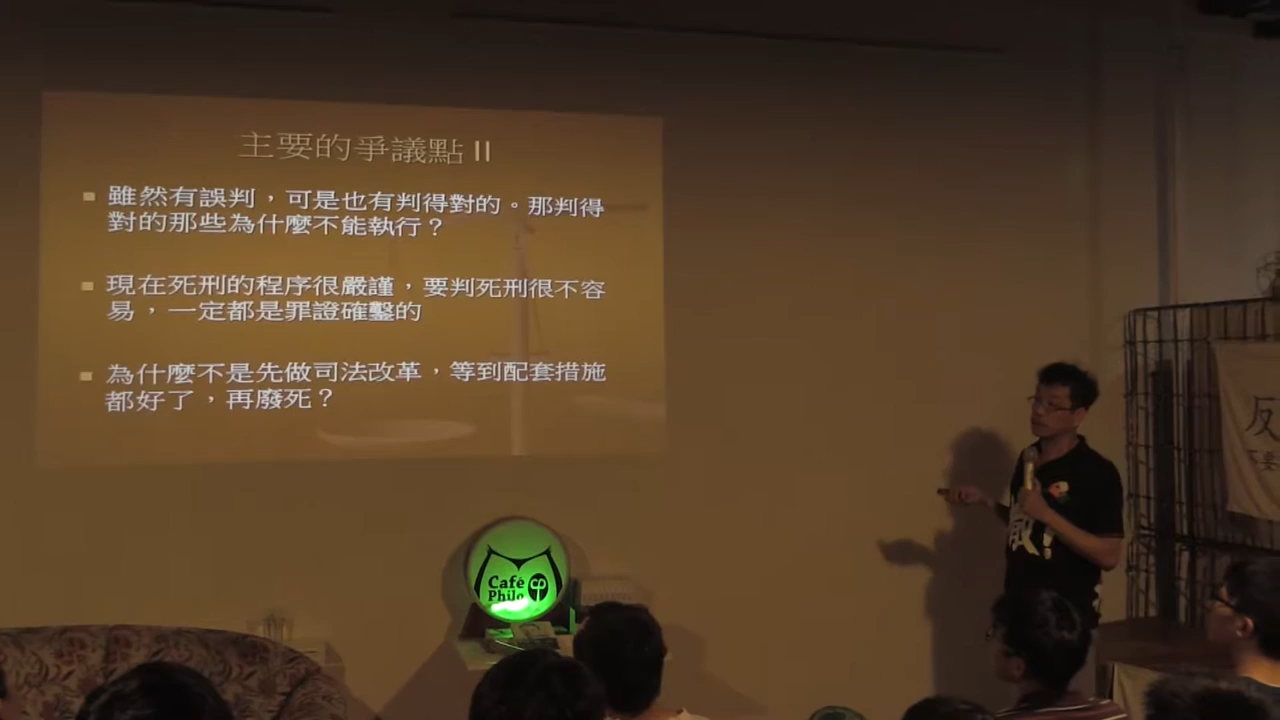 主要的爭議點 II
雖然有誤判，可是也有判得對的。那判得
對的那些為什麼不能執行？
現在死刑的程序很嚴謹，要判死刑很不容
易，一定都是罪證確鑿的
為什麼不是先做司法改革，等到配套措施
都好了，再廢死？
Café
Philo
CP
反
不要